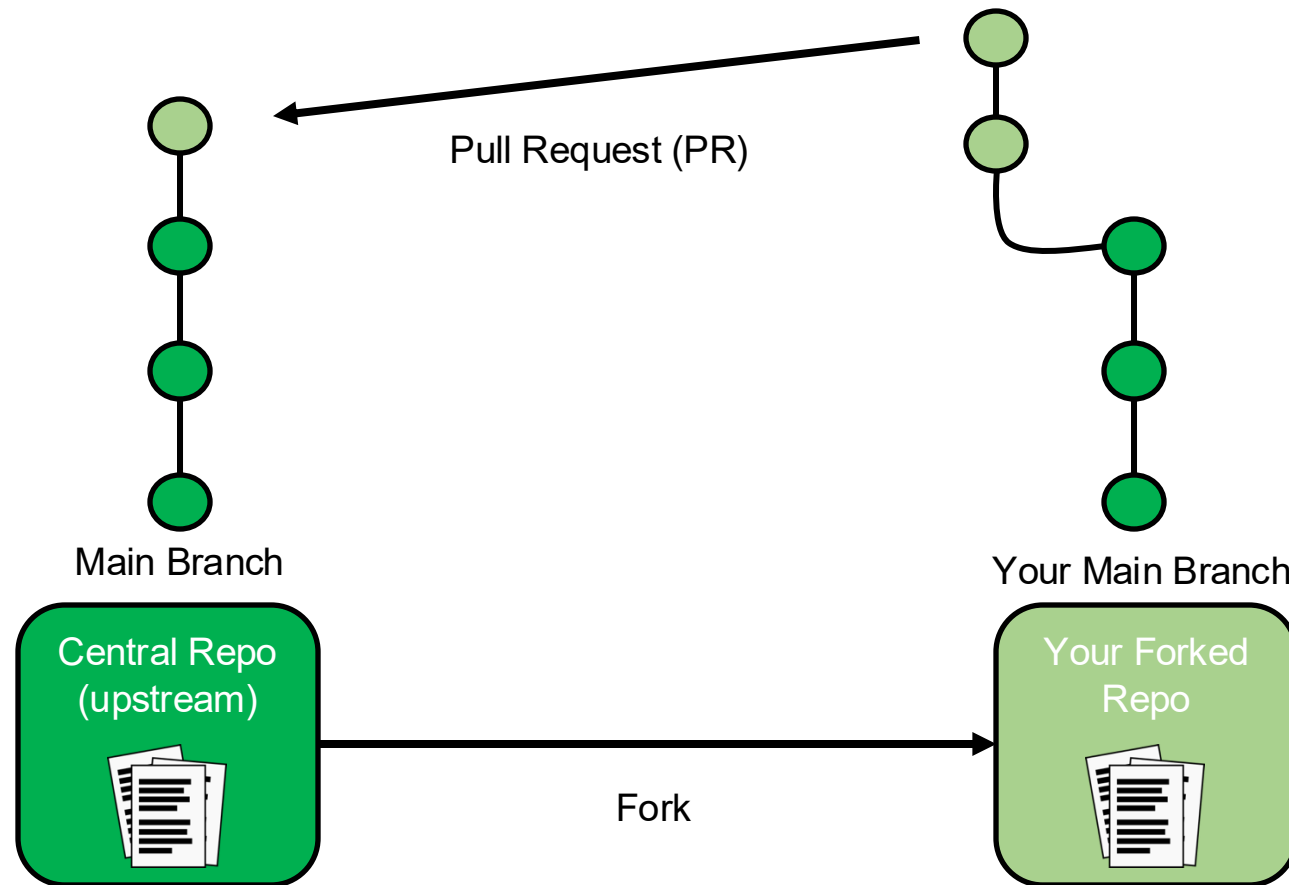 Pull Request (PR)
Main Branch
Your Main Branch
Central Repo
(upstream)
Your Forked
Repo
Fork